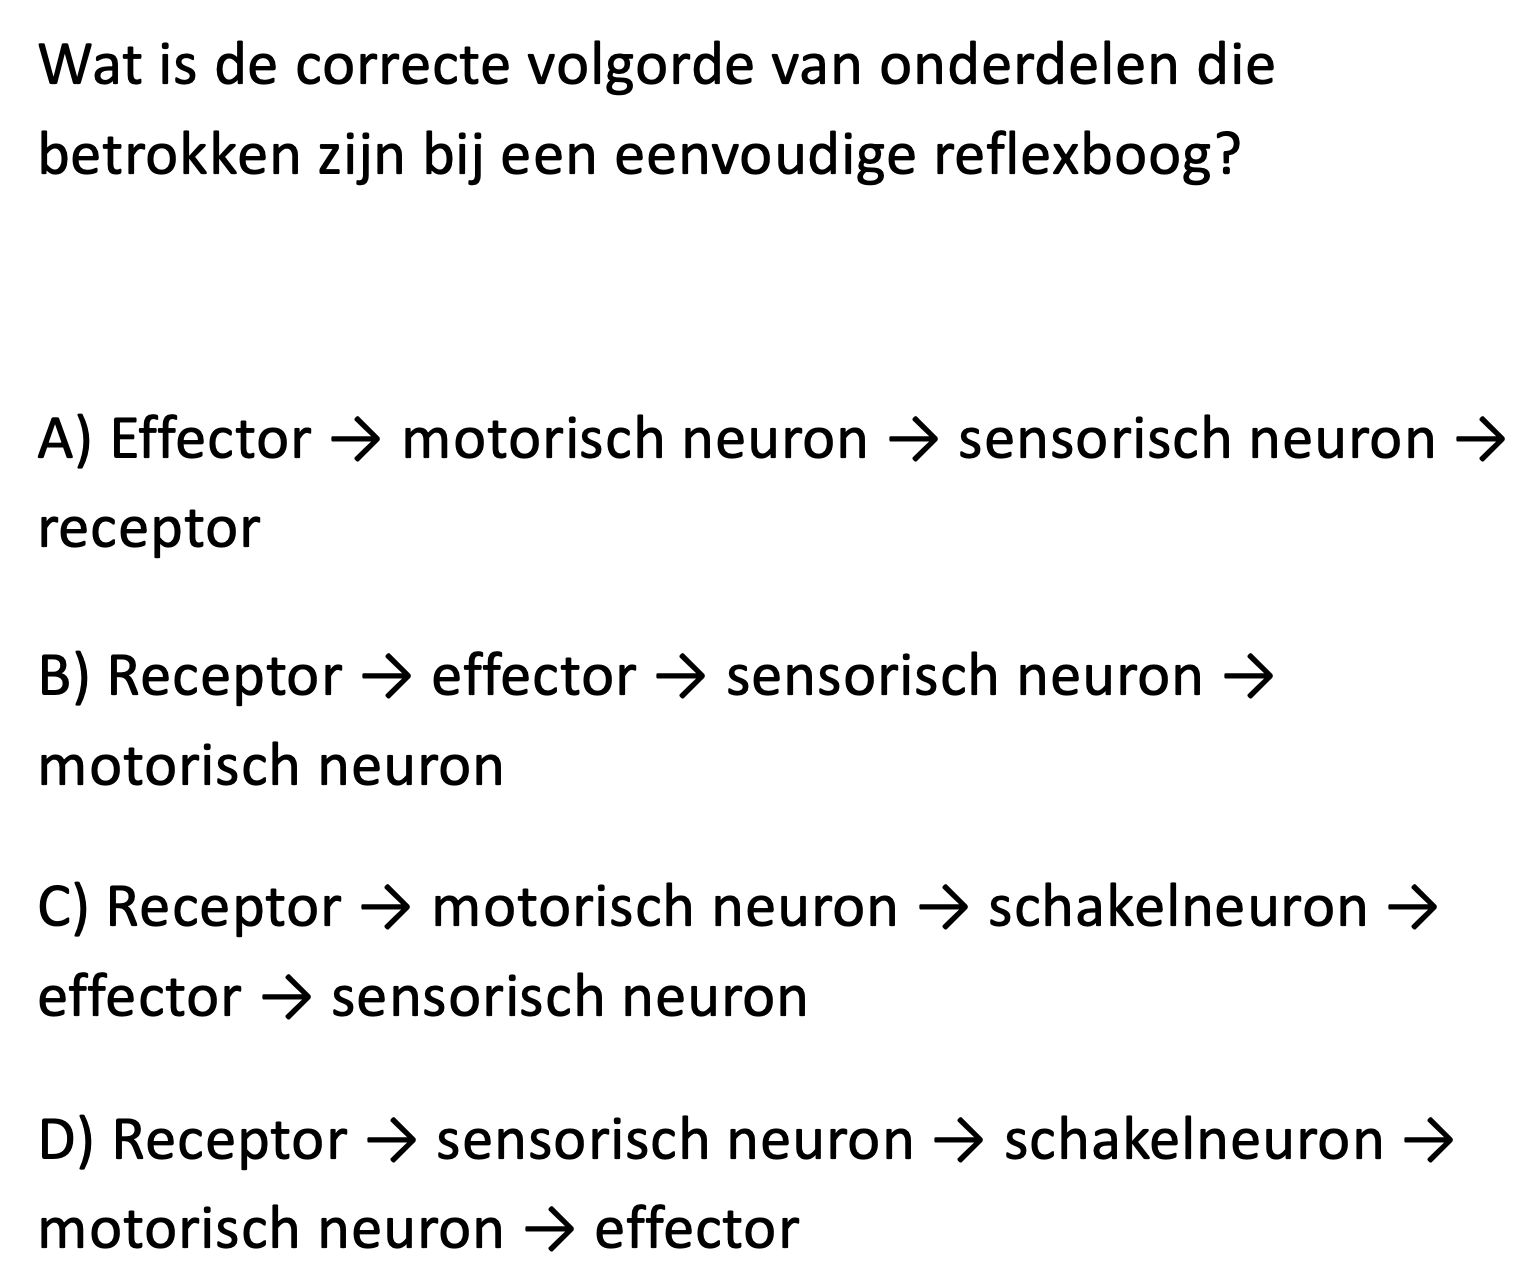 Wat is de correcte volgorde van onderdelen die
betrokken zijn bij een eenvoudige reflexboog?
A) Effector → motorisch neuron → sensorisch neuron →
receptor
B) Receptor → effector → sensorisch neuron →
motorisch neuron
C) Receptor → motorisch neuron → schakelneuron →
effector → sensorisch neuron
D) Receptor → sensorisch neuron → schakelneuron →
motorisch neuron → effector